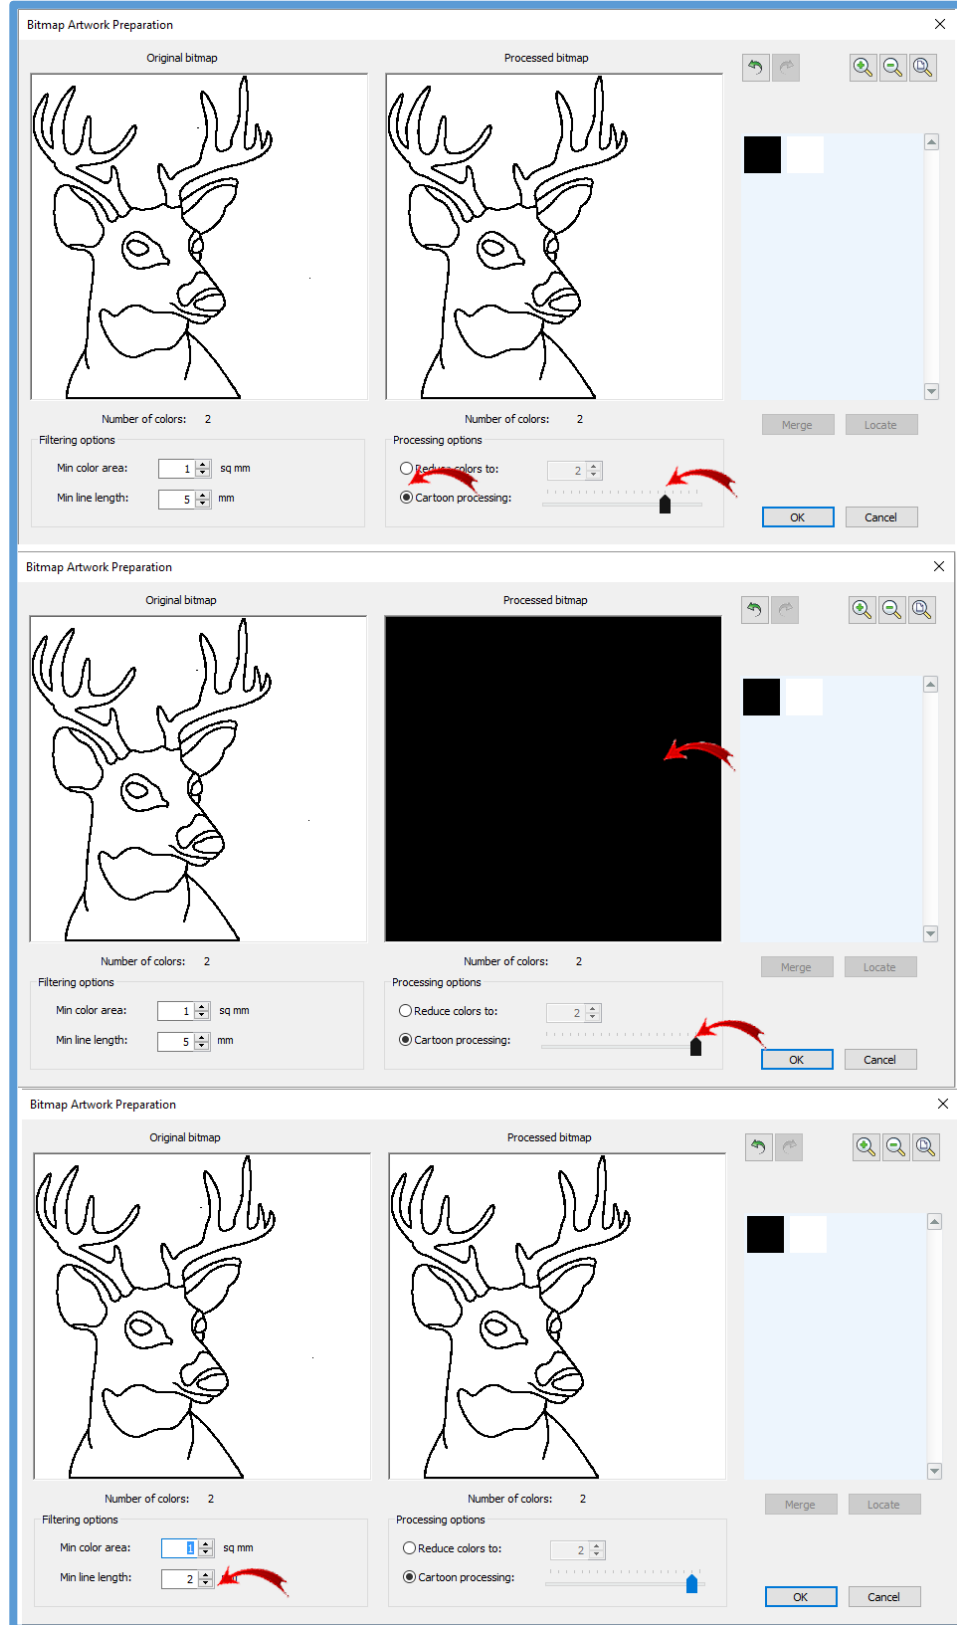 Bitmap Artwork Preparation
Original bitmap Processed bitmap
Number of colors: 2 Number of colors: 2
Merge Locate
Filtering options Processing options
Min color area: 1 sq mm Reduce colors to: 2
Min line length: 5 mm Cartoon processing:
OK Cancel
Bitmap Artwork Preparation
Original bitmap Processed bitmap
Number of colors: 2 Number of colors: 2
Merge Locate
Filtering options Processing options
Min color area: 1 sq mm Reduce colors to: 2
Min line length: 5 mm Cartoon processing:
OK Cancel
Bitmap Artwork Preparation
Original bitmap Processed bitmap
Number of colors: 2 Number of colors: 2
Merge Locate
Filtering options Processing options
Min color area: 1 sq mm Reduce colors to: 2
Min line length: 2 Cartoon processing:
OK Cancel